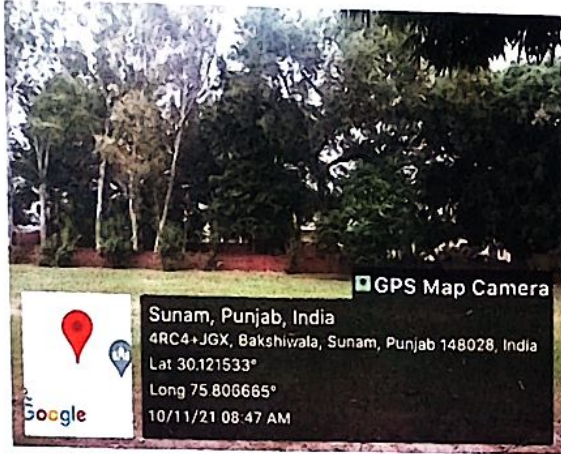 GPS Map Camera
Sunam, Punjab, India
4RC4+JGX, Bakshiwala, Sunam, Punjab 148028, India
Lat 30.121533°
Long 75.806665°
10/11/21 08:47 AM
Google